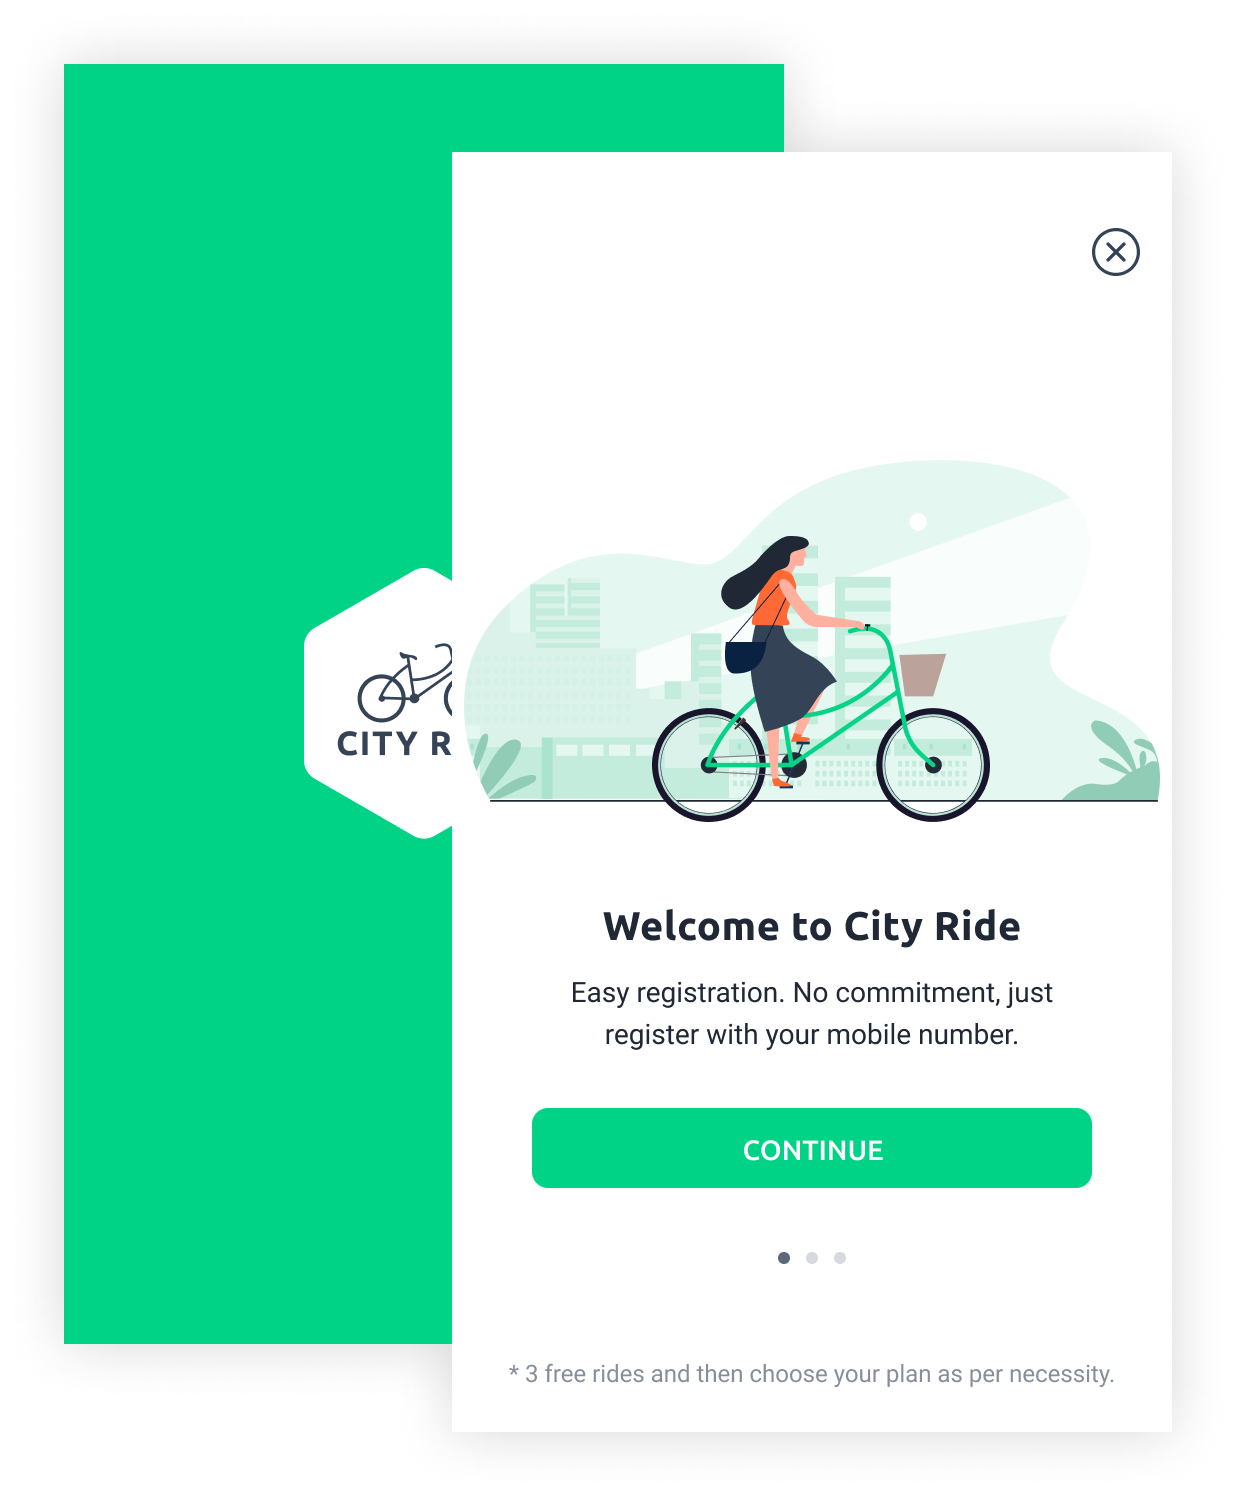 CITY R
Welcome to City Ride
Easy registration. No commitment, just
register with your mobile number.
CONTINUE
* 3 free rides and then choose your plan as per necessity.